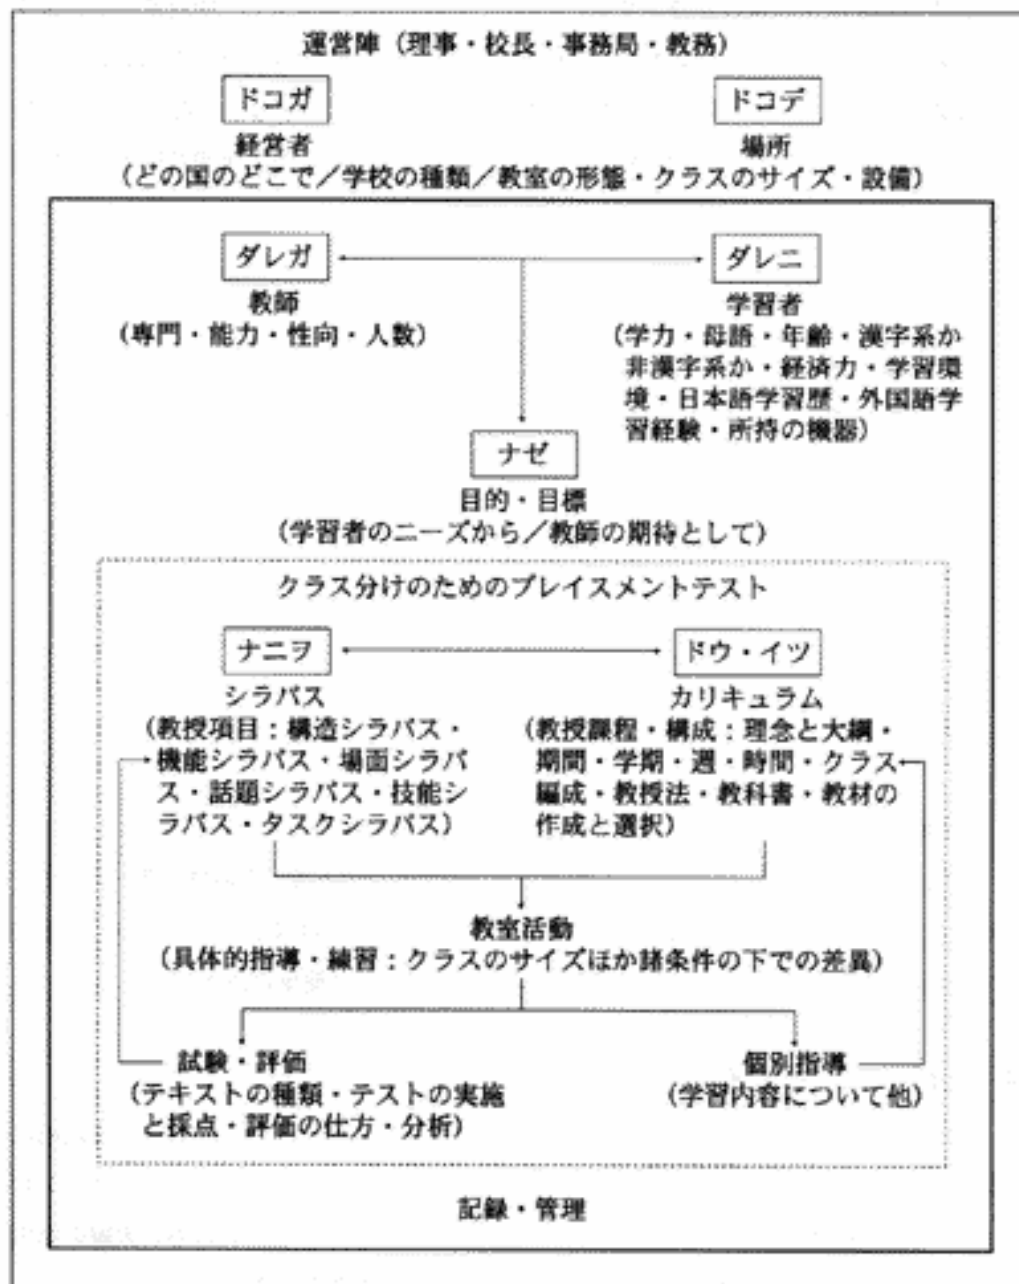 運営陣（理事・校長・事務局・教務）
ドコガ
ドコデ
経営者
場所
（どの国のどこで／学校の種類／教室の形態・クラスのサイズ・設備）
ダレガ
ダレニ
教師
学習者
（専門・能力・性向・人数）
（学力・母語・年齢・漢字系か
非漢字系か・経済力・学習環
境・日本語学習歴・外国語学
習経験・所持の機器）
ナゼ
目的・目標
（学習者のニーズから／教師の期待として）
クラス分けのためのプレイスメントテスト
ナニヲ
ドウ・イツ
シラバス
カリキュラム
（教授項目：構造シラバス・
機能シラバス・場面シラバ
ス・話題シラバス・技能シ
ラバス・タスクシラバス）
（教授課程・構成：理念と大綱・
期間・学期・週・時間・クラス
編成・教授法・教科書・教材の
作成と選択）
教室活動
（具体的指導・練習：クラスのサイズほか諸条件の下での差異）
試験・評価
個別指導
（テキストの種類・テストの実施
と採点・評価の仕方・分析）
（学習内容について他）
記録・管理